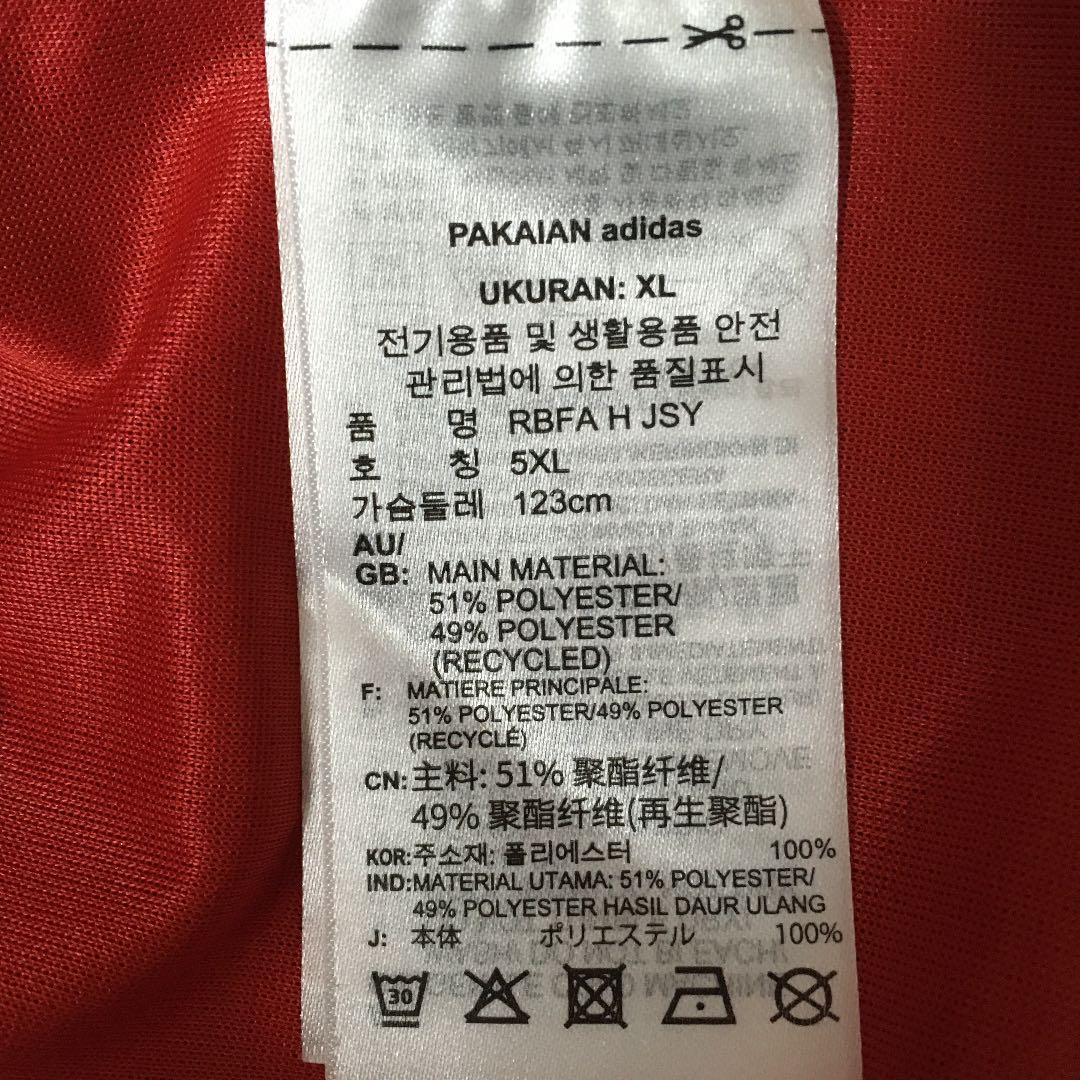 PAKAIAN adidas
UKURAN: XL
전기용품 및 생활용품 안전
관리법에 의한 품질표시
품 명 RBFA H JSY
호 칭 5XL
가슴둘레 123cm
AU/
GB: MAIN MATERIAL:
51% POLYESTER/
49% POLYESTER
(RECYCLED)
F: MATIERE PRINCIPALE:
51% POLYESTER/49% POLYESTER
(RECYCLÉ)
CN: 主料: 51% 聚酯纤维/
49% 聚酯纤维(再生聚酯)
KOR: 주소재: 폴리에스터 100%
IND: MATERIAL UTAMA: 51% POLYESTER/
49% POLYESTER HASIL DAUR ULANG
J: 本体 ポリエステル 100%
30